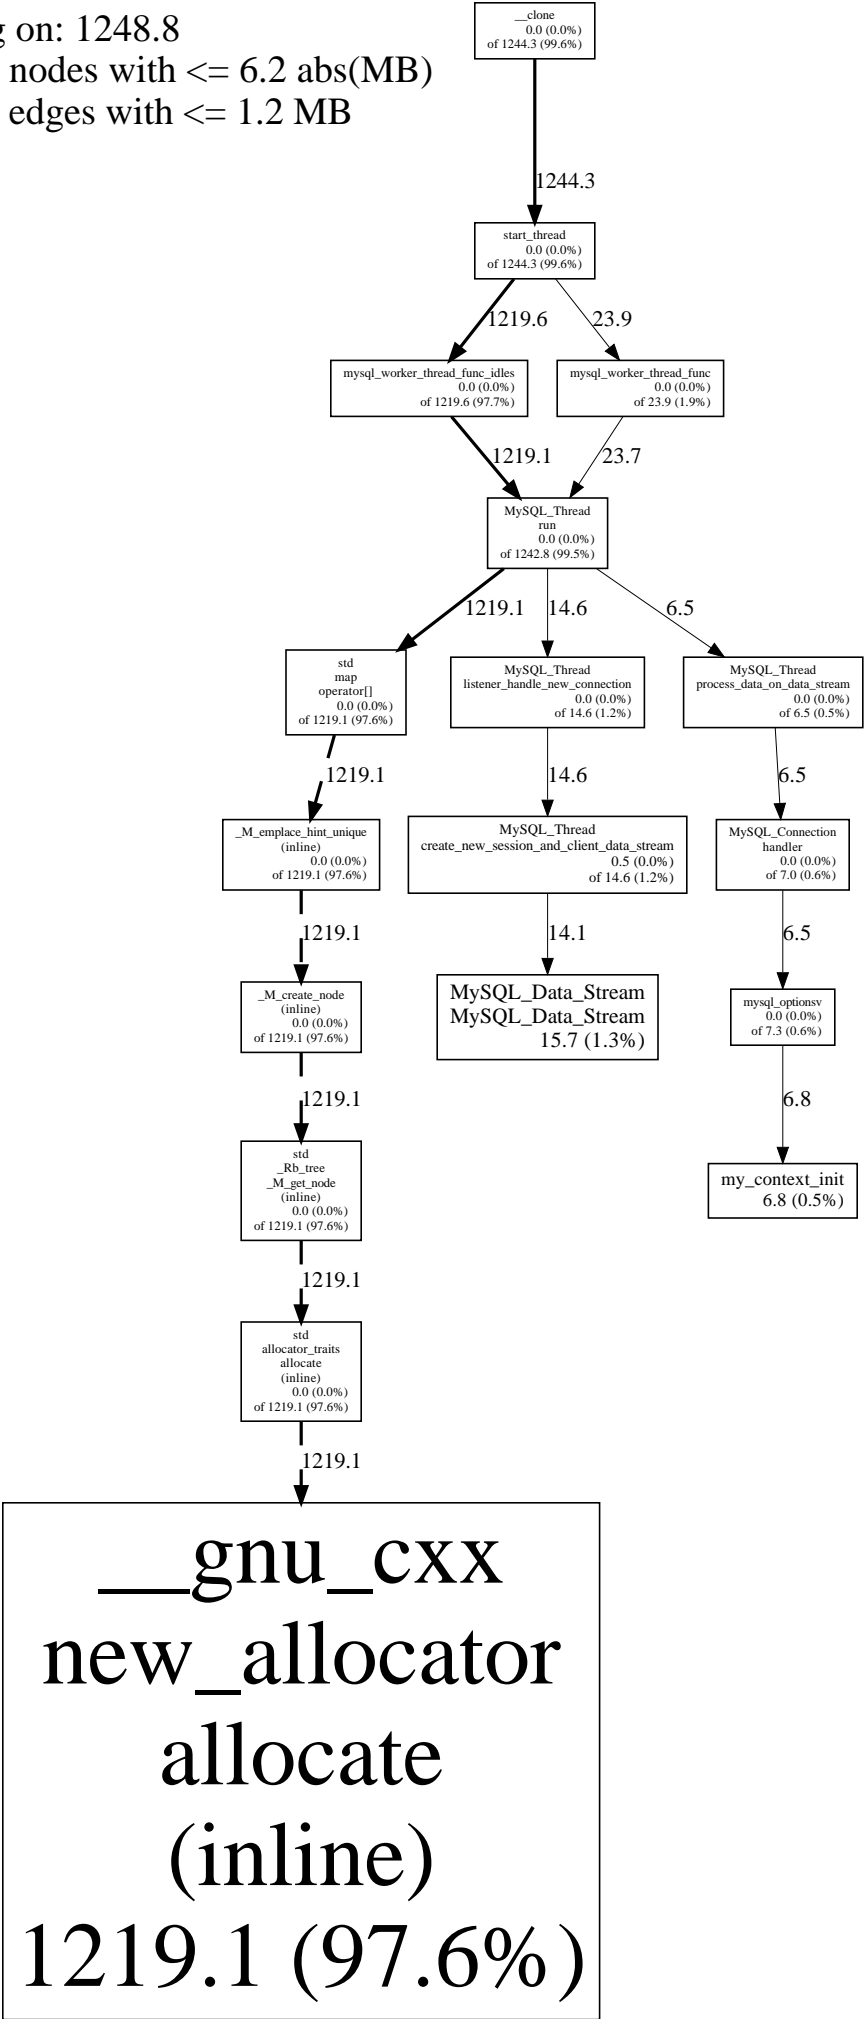 g on: 1248.8
nodes with <= 6.2 abs(MB)
edges with <= 1.2 MB
__clone
0.0 (0.0%)
of 1244.3 (99.6%)
1244.3
start_thread
0.0 (0.0%)
of 1244.3 (99.6%)
1219.6
23.9
mysql_worker_thread_func_idles
0.0 (0.0%)
of 1219.6 (97.7%)
mysql_worker_thread_func
0.0 (0.0%)
of 23.9 (1.9%)
1219.1
23.7
MySQL_Thread
run
0.0 (0.0%)
of 1242.8 (99.5%)
1219.1
14.6
6.5
std
map
operator[]
0.0 (0.0%)
of 1219.1 (97.6%)
MySQL_Thread
listener_handle_new_connection
0.0 (0.0%)
of 14.6 (1.2%)
MySQL_Thread
process_data_on_data_stream
0.0 (0.0%)
of 6.5 (0.5%)
1219.1
14.6
6.5
_M_emplace_hint_unique
(inline)
0.0 (0.0%)
of 1219.1 (97.6%)
MySQL_Thread
create_new_session_and_client_data_stream
0.5 (0.0%)
of 14.6 (1.2%)
MySQL_Connection
handler
0.0 (0.0%)
of 7.0 (0.6%)
1219.1
14.1
6.5
_M_create_node
(inline)
0.0 (0.0%)
of 1219.1 (97.6%)
MySQL_Data_Stream
MySQL_Data_Stream
15.7 (1.3%)
mysql_optionsv
0.0 (0.0%)
of 7.3 (0.6%)
1219.1
6.8
std
_Rb_tree
_M_get_node
(inline)
0.0 (0.0%)
of 1219.1 (97.6%)
my_context_init
6.8 (0.5%)
1219.1
std
allocator_traits
allocate
(inline)
0.0 (0.0%)
of 1219.1 (97.6%)
1219.1
__gnu_cxx
new_allocator
allocate
(inline)
1219.1 (97.6%)